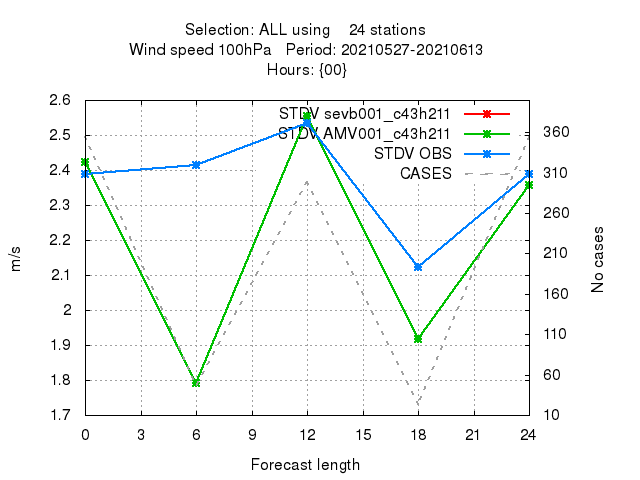 Selection: ALL using 24 stations
Wind speed 100hPa Period: 20210527-20210613
Hours: {00}
STDV sevb001_c43h211
STDV AMV001_c43h211
STDV OBS
CASES
2.6
2.5
2.4
2.3
2.2
2.1
2
1.9
1.8
1.7
m/s
360
310
260
210
160
110
60
10
No cases
0 3 6 9 12 15 18 21 24
Forecast length